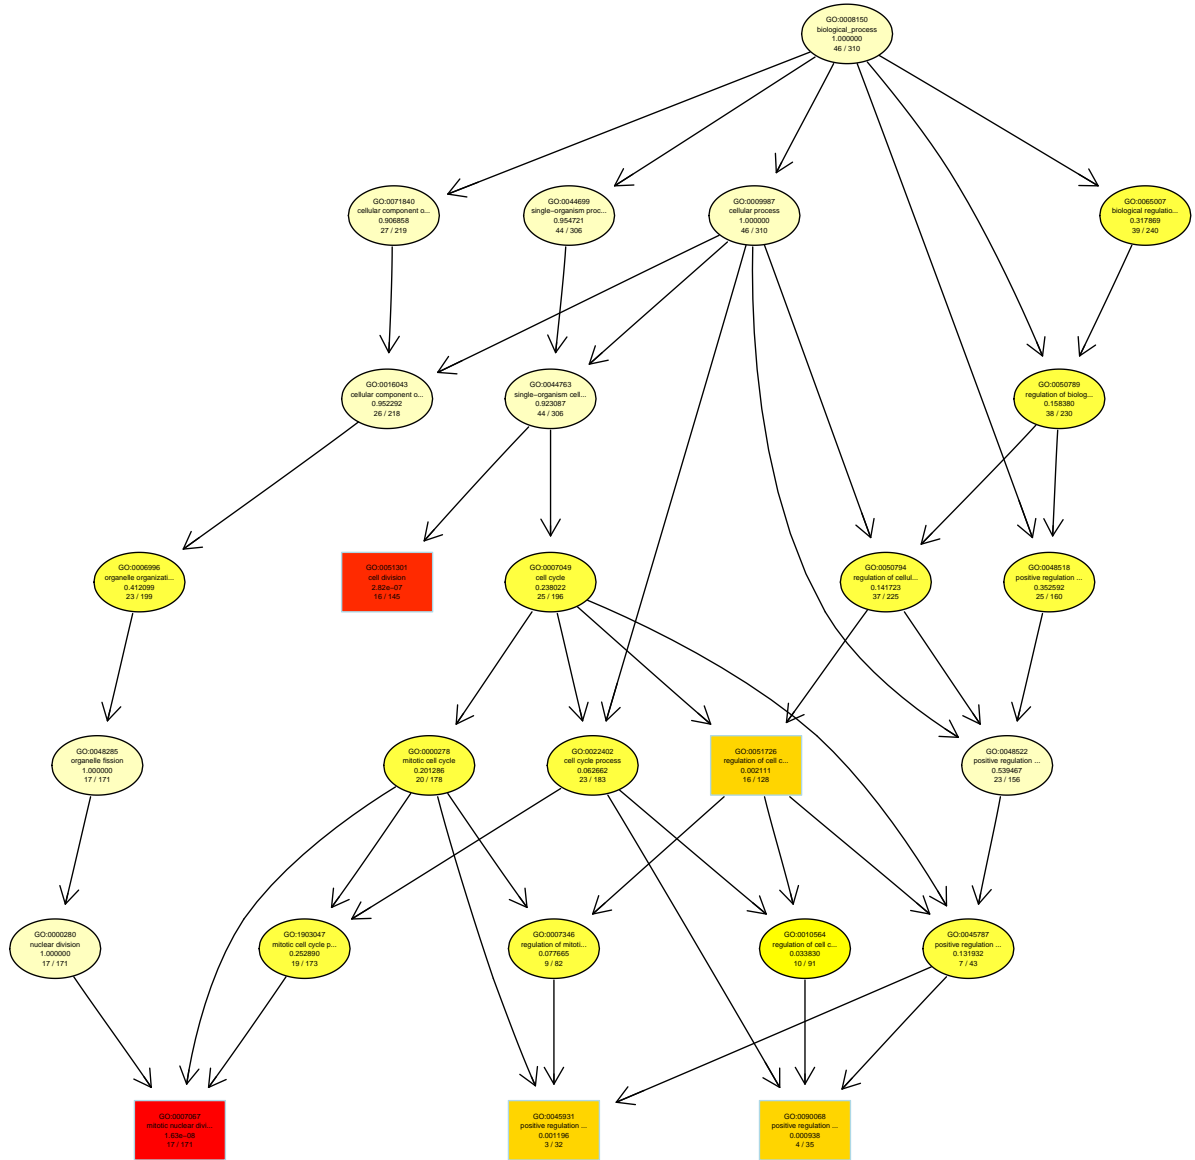 GO:0008150
biological_process
1.000000
46 / 310
GO:0071840
cellular component o...
0.906858
27 / 219
GO:0044699
single−organism proc...
0.954721
44 / 306
GO:0009987
cellular process
1.000000
46 / 310
GO:0065007
biological regulatio...
0.317869
39 / 240
GO:0016043
cellular component o...
0.952292
26 / 218
GO:0044763
single−organism cell...
0.923087
44 / 306
GO:0050789
regulation of biolog...
0.158380
38 / 230
GO:0006996
organelle organizati...
0.412099
23 / 199
GO:0051301
cell division
2.82e−07
16 / 145
GO:0007049
cell cycle
0.238022
25 / 196
GO:0050794
regulation of cellul...
0.141723
37 / 225
GO:0048518
positive regulation ...
0.352592
25 / 160
GO:0048285
organelle fission
1.000000
17 / 171
GO:0000278
mitotic cell cycle
0.201286
20 / 178
GO:0022402
cell cycle process
0.062662
23 / 183
GO:0051726
regulation of cell c...
0.002111
16 / 128
GO:0048522
positive regulation ...
0.539467
23 / 156
GO:0000280
nuclear division
1.000000
17 / 171
GO:1903047
mitotic cell cycle p...
0.252890
19 / 173
GO:0007346
regulation of mitoti...
0.077665
9 / 82
GO:0010564
regulation of cell c...
0.033830
10 / 91
GO:0045787
positive regulation ...
0.131932
7 / 43
GO:0007067
mitotic nuclear divi...
1.63e−08
17 / 171
GO:0045931
positive regulation ...
0.001196
3 / 32
GO:0090068
positive regulation ...
0.000938
4 / 35